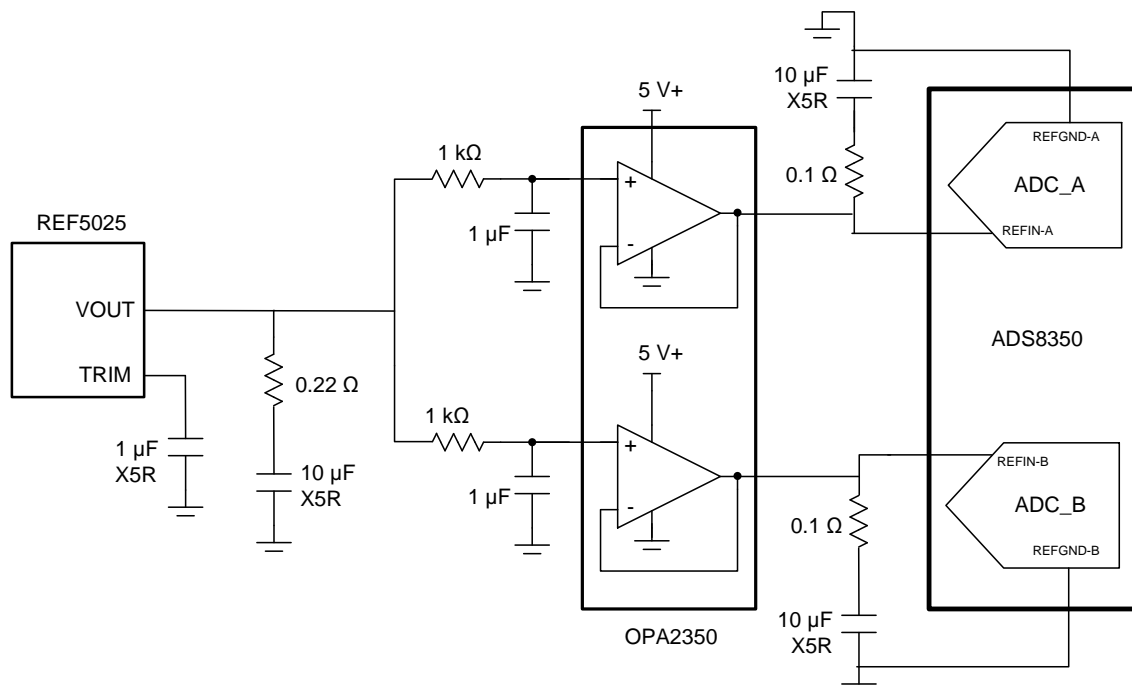 REF5025
VOUT
TRIM
1 µF
X5R
0.22 Ω
10 µF
X5R
1 kΩ
1 µF
1 kΩ
1 µF
5 V+
+
-
5 V+
+
-
OPA2350
10 µF
X5R
0.1 Ω
0.1 Ω
10 µF
X5R
REFGND-A
ADC_A
REFIN-A
ADS8350
REFIN-B
ADC_B
REFGND-B